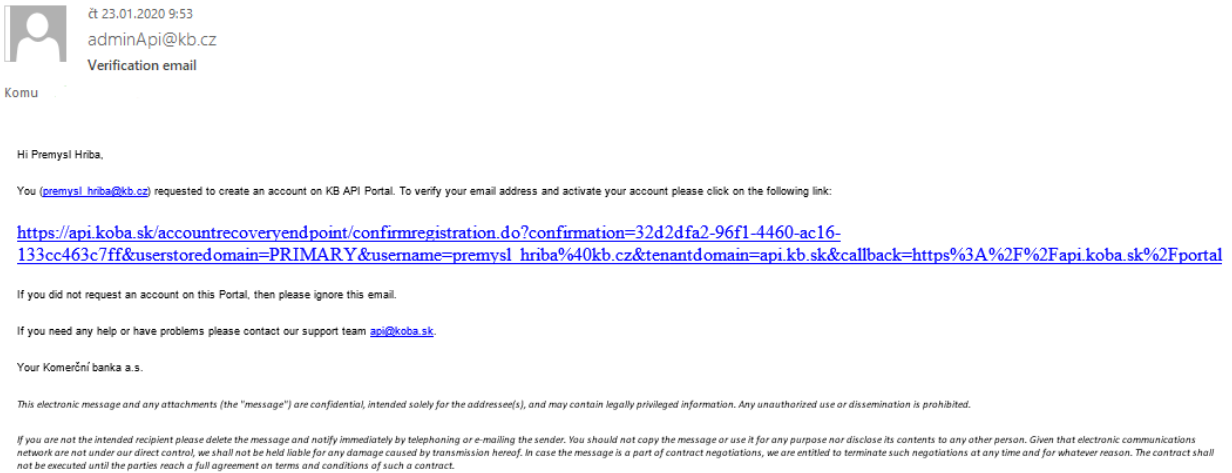 čt 23.01.2020 9:53
adminApi@kb.cz
Verification email
Komu
Hi Premysl Hriba,
You (premysl_hriba@kb.cz) requested to create an account on KB API Portal. To verify your email address and activate your account please click on the following link:
https://api.koba.sk/accountrecoveryendpoint/confirmregistration.do?confirmation=32d2dfa2-96f1-4460-ac16-
133cc463c7ff&userstoredomain=PRIMARY&username=premysl_hriba%40kb.cz&tenantdomain=api.kb.sk&callback=https%3A%2F%2Fapi.koba.sk%2Fportal
If you did not request an account on this Portal, then please ignore this email.
If you need any help or have problems please contact our support team api@koba.sk.
Your Komerční banka a.s.
This electronic message and any attachments (the "message") are confidential, intended solely for the addressee(s), and may contain legally privileged information. Any unauthorized use or dissemination is prohibited.
If you are not the intended recipient please delete the message and notify immediately by telephoning or e-mailing the sender. You should not copy the message or use it for any purpose nor disclose its contents to any other person. Given that electronic communications
network are not under our direct control, we shall not be held liable for any damage caused by transmission hereof. In case the message is a part of contract negotiations, we are entitled to terminate such negotiations at any time and for whatever reason. The contract shall
not be executed until the parties reach a full agreement on terms and conditions of such a contract.